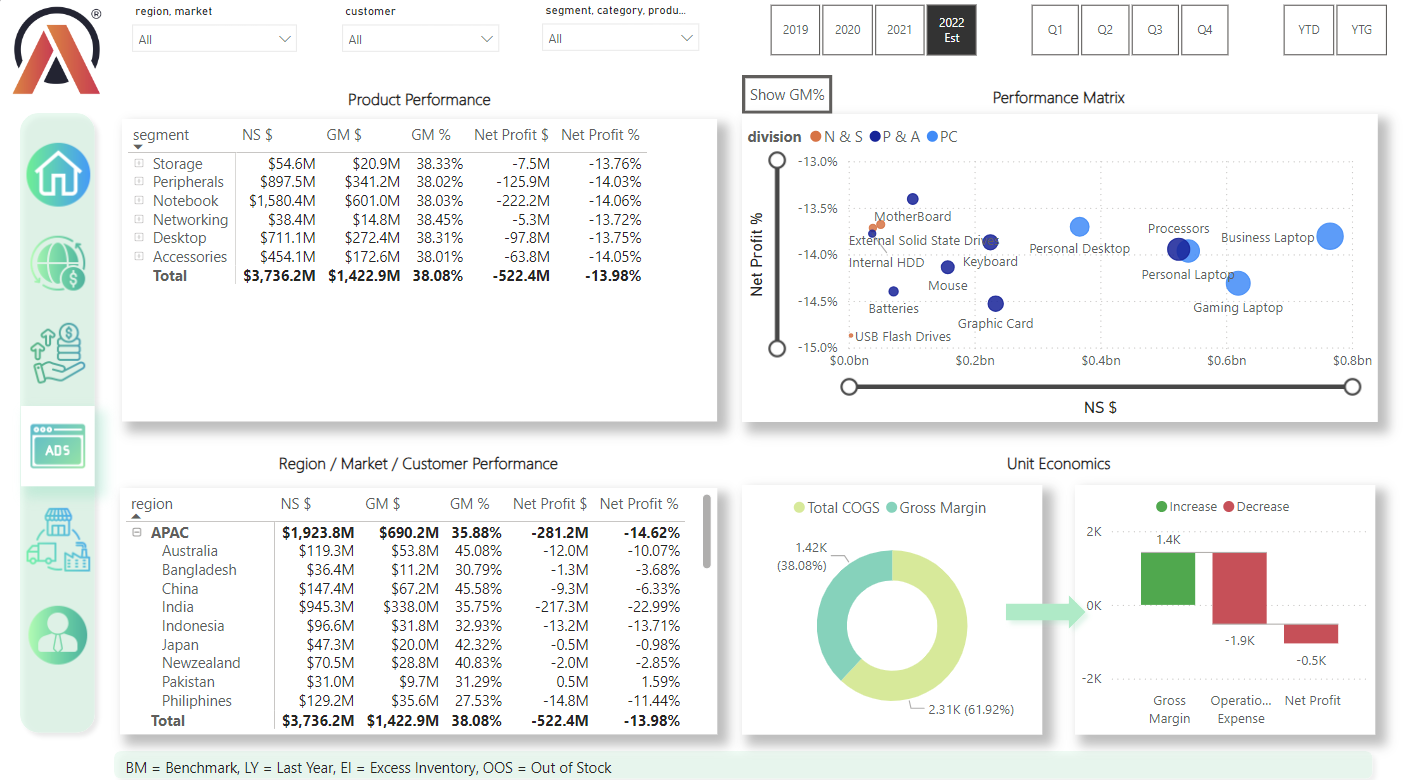 ®
region, market
All
customer
All
segment, category, produ...
All
2019
2020
2021
2022
Est
Q1
Q2
Q3
Q4
YTD
YTG
Product Performance
segment NS $ GM $ GM % Net Profit $ Net Profit %
Storage $54.6M $20.9M 38.33% -7.5M -13.76%
Peripherals $897.5M $341.2M 38.02% -125.9M -14.03%
Notebook $1,580.4M $601.0M 38.03% -222.2M -14.06%
Networking $38.4M $14.8M 38.45% -5.3M -13.72%
Desktop $711.1M $272.4M 38.31% -97.8M -13.75%
Accessories $454.1M $172.6M 38.01% -63.8M -14.05%
Total $3,736.2M $1,422.9M 38.08% -522.4M -13.98%
Show GM%
Performance Matrix
division N & S P & A PC
Net Profit %
-13.0%
-13.5%
-14.0%
-14.5%
-15.0%
MotherBoard
External Solid State Drives
Internal HDD
Keyboard
Mouse
Batteries
Graphic Card
USB Flash Drives
Personal Desktop
Processors
Business Laptop
Personal Laptop
Gaming Laptop
$0.0bn $0.2bn $0.4bn $0.6bn $0.8bn
NS $
ADS
Region / Market / Customer Performance
region NS $ GM $ GM % Net Profit $ Net Profit %
APAC $1,923.8M $690.2M 35.88% -281.2M -14.62%
Australia $119.3M $53.8M 45.08% -12.0M -10.07%
Bangladesh $36.4M $11.2M 30.79% -1.3M -3.68%
China $147.4M $67.2M 45.58% -9.3M -6.33%
India $945.3M $338.0M 35.75% -217.3M -22.99%
Indonesia $96.6M $31.8M 32.93% -13.2M -13.71%
Japan $47.3M $20.0M 42.32% -0.5M -0.98%
Newzealand $70.5M $28.8M 40.83% -2.0M -2.85%
Pakistan $31.0M $9.7M 31.29% 0.5M 1.59%
Philiphines $129.2M $35.6M 27.53% -14.8M -11.44%
Total $3,736.2M $1,422.9M 38.08% -522.4M -13.98%
Unit Economics
Total COGS Gross Margin
1.42K
(38.08%)
2.31K (61.92%)
Increase Decrease
2K
0K
-2K
1.4K
-1.9K
-0.5K
Gross
Margin
Operatio...
Expense
Net Profit
BM = Benchmark, LY = Last Year, EI = Excess Inventory, OOS = Out of Stock